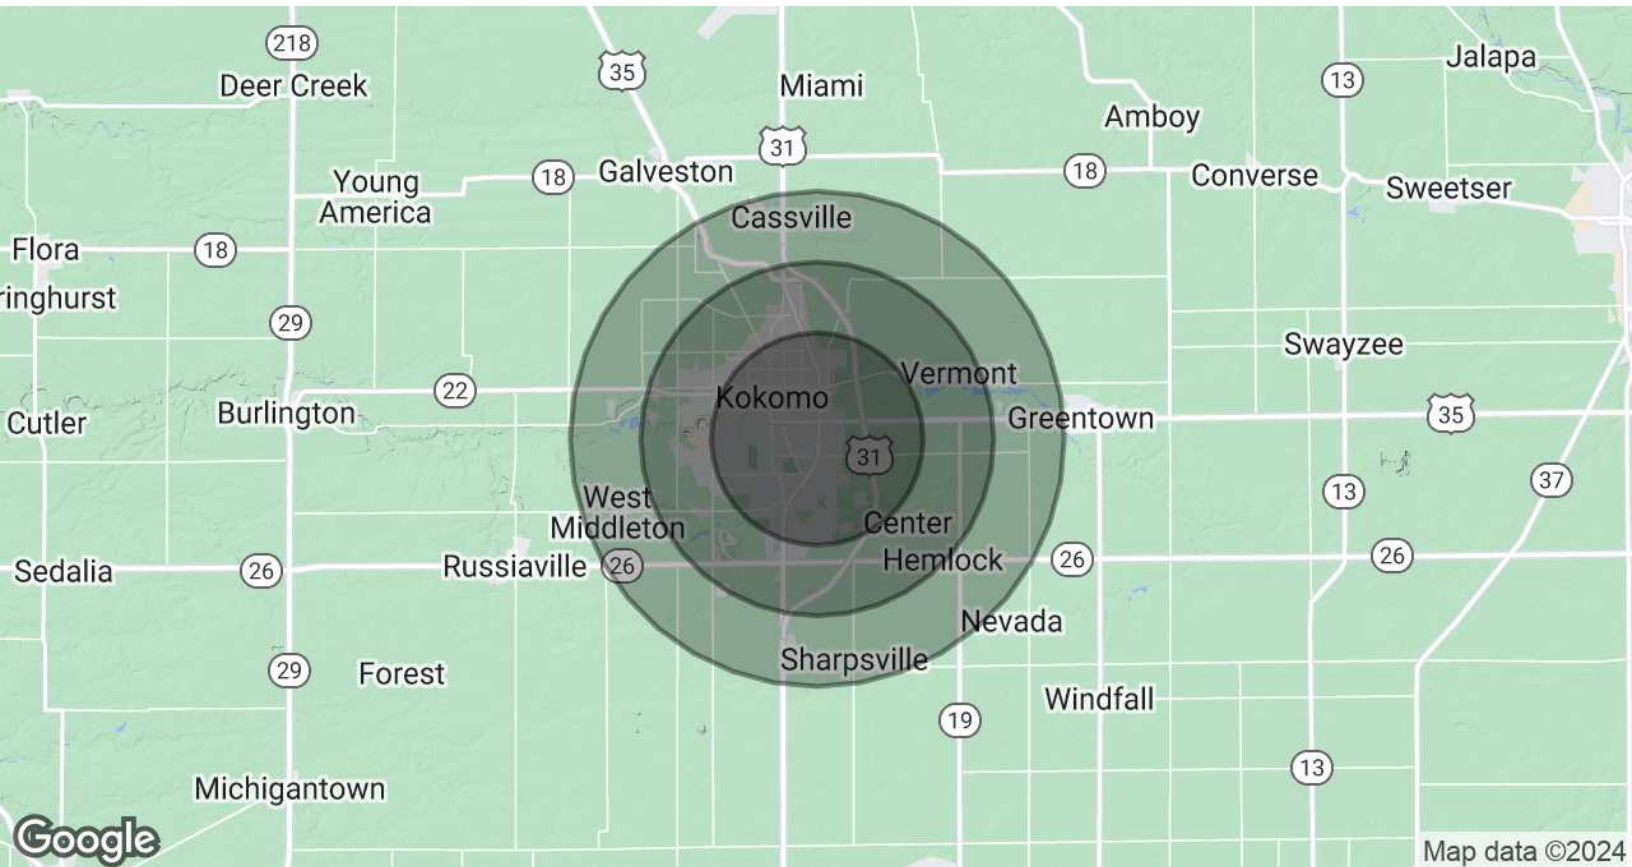 218
Deer Creek
35
Miami
13
Jalapa
Amboy
31
18
Galveston
18
Converse
Sweetser
Young
America
Cassville
Flora
18
ringhurst
29
Swayzee
Vermont
22
Kokomo
Burlington
Cutler
Greentown
35
31
37
13
West
Middleton
Center
Hemlock
26
26
Sedalia
26
Russiaville
26
Nevada
Sharpsville
29
Forest
Windfall
19
13
Michigantown
Google
Map data ©2024